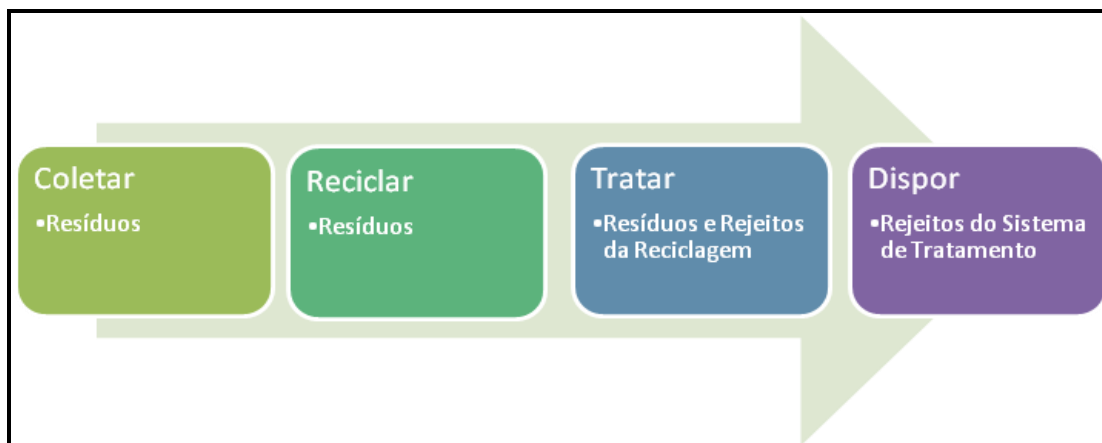 Coletar
•Resíduos
Reciclar
•Resíduos
Tratar
•Resíduos e Rejeitos
da Reciclagem
Dispor
•Rejeitos do Sistema
de Tratamento